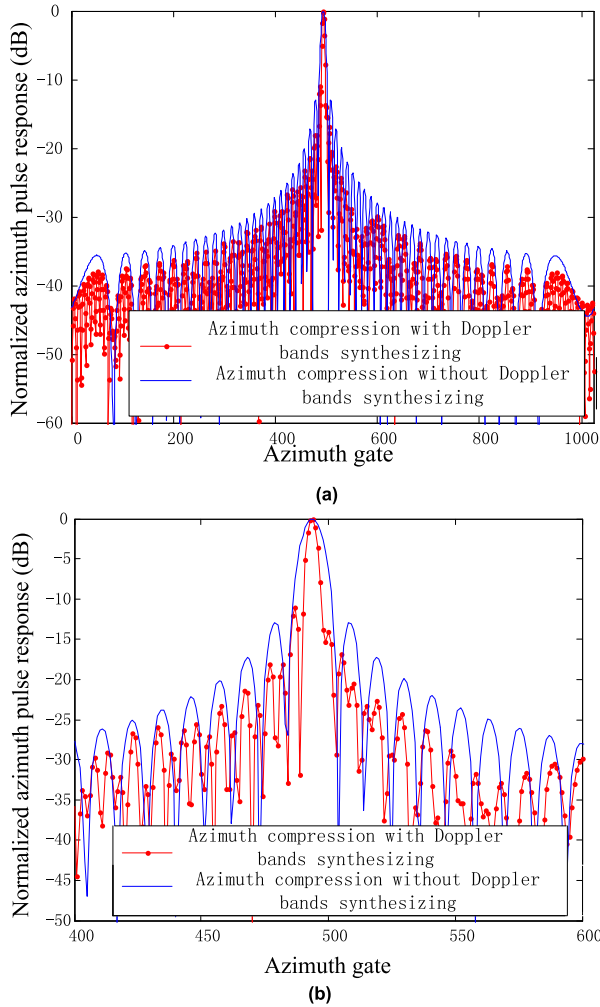 Normalized azimuth pulse response (dB)
0
-10
-20
-30
-40
-50
-60
Azimuth compression with Doppler
bands synthesizing
Azimuth compression without Doppler
bands synthesizing
0 200 400 600 800 1000
Azimuth gate
(a)
Normalized azimuth pulse response (dB)
0
-5
-10
-15
-20
-25
-30
-35
-40
-45
-50
Azimuth compression with Doppler
bands synthesizing
Azimuth compression without Doppler
bands synthesizing
400 450 500 550 600
Azimuth gate
(b)